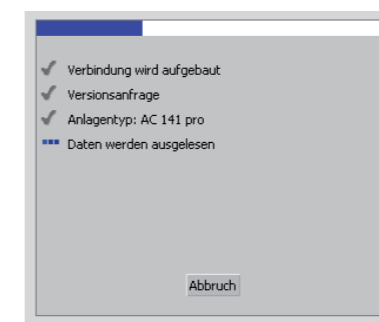 Verbindung wird aufgebaut
Versionsanfrage
Anlagentyp: AC 141 pro
Daten werden ausgelesen
Abbruch